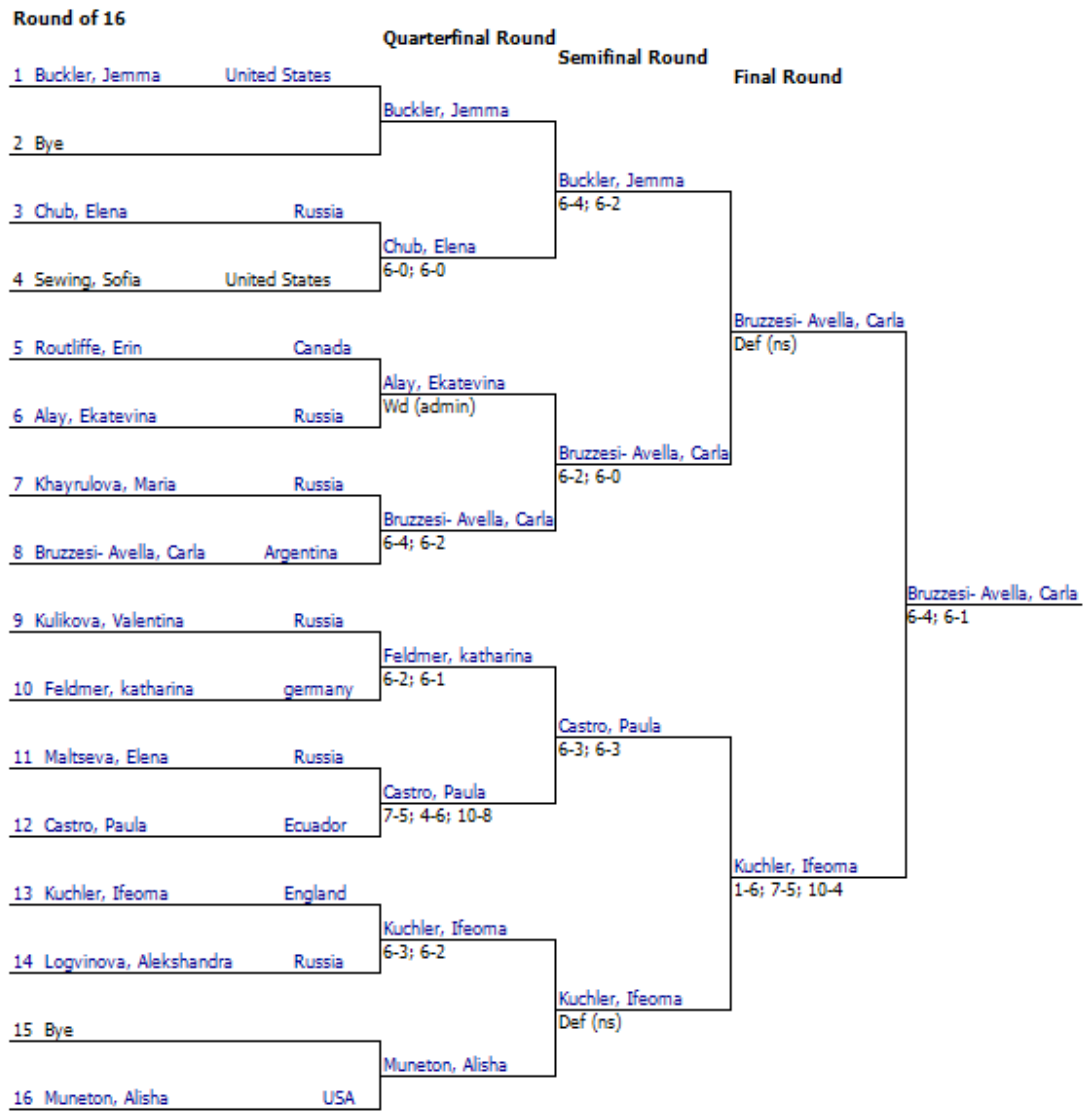 Round of 16
Quarterfinal Round
Semifinal Round
Final Round
1 Buckler, Jemma United States
Buckler, Jemma
2 Bye
Buckler, Jemma
6-4; 6-2
3 Chub, Elena Russia
Chub, Elena
6-0; 6-0
4 Sewing, Sofia United States
Bruzzesi- Avella, Carla
Def (ns)
5 Routliffe, Erin Canada
Alay, Ekatevina
Wd (admin)
6 Alay, Ekatevina Russia
Bruzzesi- Avella, Carla
6-2; 6-0
7 Khayrulova, Maria Russia
Bruzzesi- Avella, Carla
6-4; 6-2
8 Bruzzesi- Avella, Carla Argentina
Bruzzesi- Avella, Carla
6-4; 6-1
9 Kulikova, Valentina Russia
Feldmer, katharina
6-2; 6-1
10 Feldmer, katharina germany
Castro, Paula
6-3; 6-3
11 Maltseva, Elena Russia
Castro, Paula
7-5; 4-6; 10-8
12 Castro, Paula Ecuador
Kuchler, Ifeoma
1-6; 7-5; 10-4
13 Kuchler, Ifeoma England
Kuchler, Ifeoma
6-3; 6-2
14 Logvinova, Alekshandra Russia
Kuchler, Ifeoma
Def (ns)
15 Bye
Muneton, Alisha
16 Muneton, Alisha USA